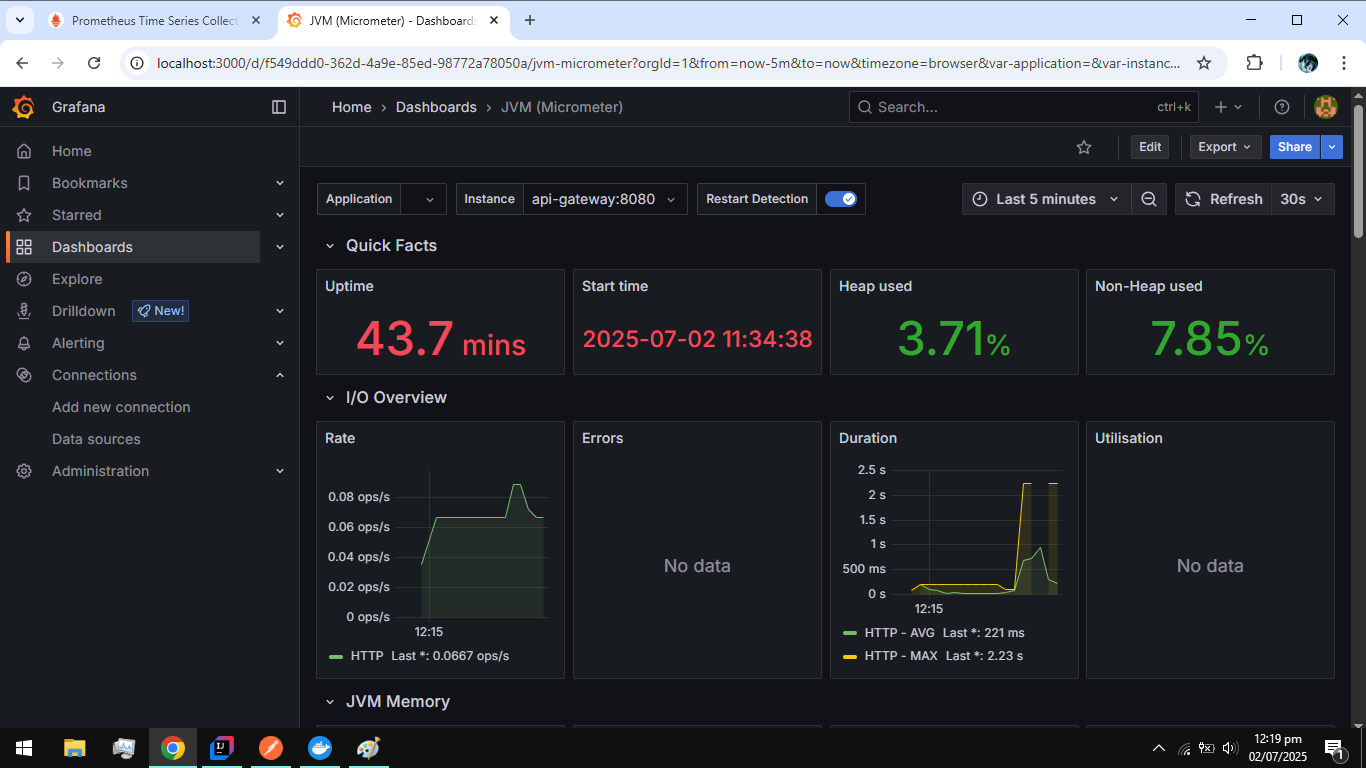 Prometheus Time Series Collect
JVM (Micrometer) - Dashboards
localhost:3000/d/f549ddd0-362d-4a9e-85ed-98772a78050a/jvm-micrometer?orgId=1&from=now-5m&to=now&timezone=browser&var-application=&var-instanc...
Grafana
Home › Dashboards › JVM (Micrometer)
Search...
ctrl+k
Home
Bookmarks
Starred
Dashboards
Explore
Drilldown
New!
Alerting
Connections
Add new connection
Data sources
Administration
Edit
Export
Share
Application
Instance
api-gateway:8080
Restart Detection
Last 5 minutes
Refresh
30s
Quick Facts
Uptime
43.7 mins
Start time
2025-07-02 11:34:38
Heap used
3.71%
Non-Heap used
7.85%
I/O Overview
Rate
0.08 ops/s
0.06 ops/s
0.04 ops/s
0.02 ops/s
0 ops/s
12:15
HTTP Last *: 0.0667 ops/s
Errors
No data
Duration
2.5 s
2 s
1.5 s
1 s
500 ms
0 s
12:15
HTTP - AVG Last *: 221 ms
HTTP - MAX Last *: 2.23 s
Utilisation
No data
JVM Memory
12:19 pm
02/07/2025
1